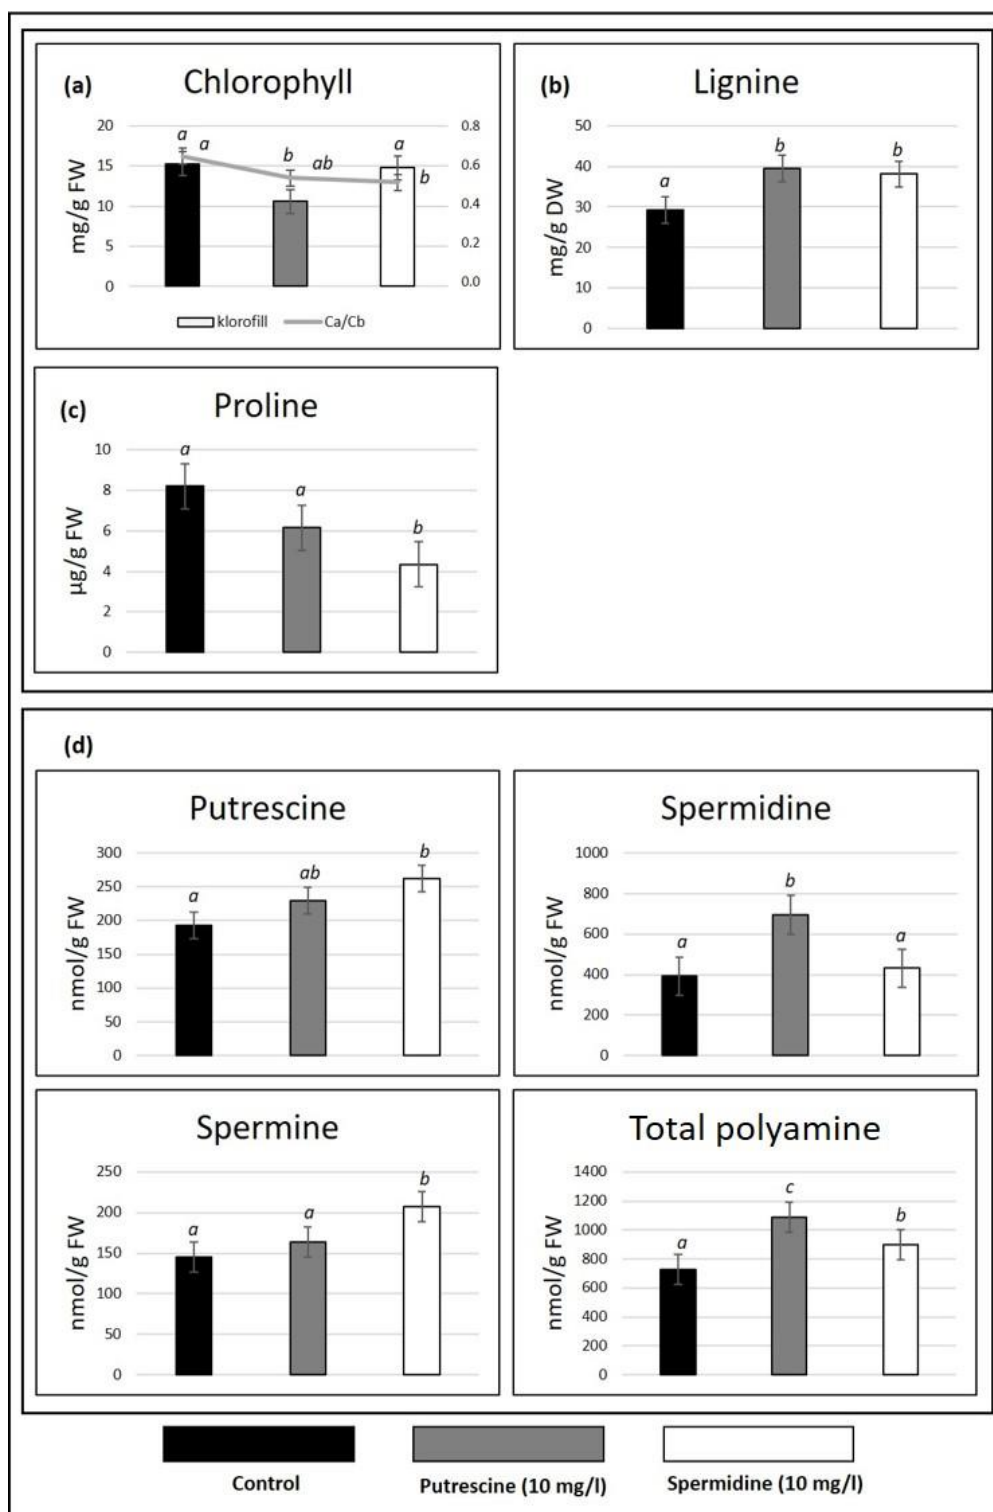 (a)
Chlorophyll
mg/g FW
20
15
10
5
0
0.8
0.6
0.4
0.2
0.0
a
a
b
ab
a
b
klorofill
Ca/Cb
(b)
Lignine
mg/g DW
50
40
30
20
10
0
a
b
b
(c)
Proline
µg/g FW
10
8
6
4
2
0
a
a
b
(d)
Putrescine
nmol/g FW
300
250
200
150
100
50
0
a
ab
b
Spermidine
nmol/g FW
1000
800
600
400
200
0
a
b
a
Spermine
nmol/g FW
250
200
150
100
50
0
a
a
b
Total polyamine
nmol/g FW
1400
1200
1000
800
600
400
200
0
a
c
b
Control
Putrescine (10 mg/l)
Spermidine (10 mg/l)